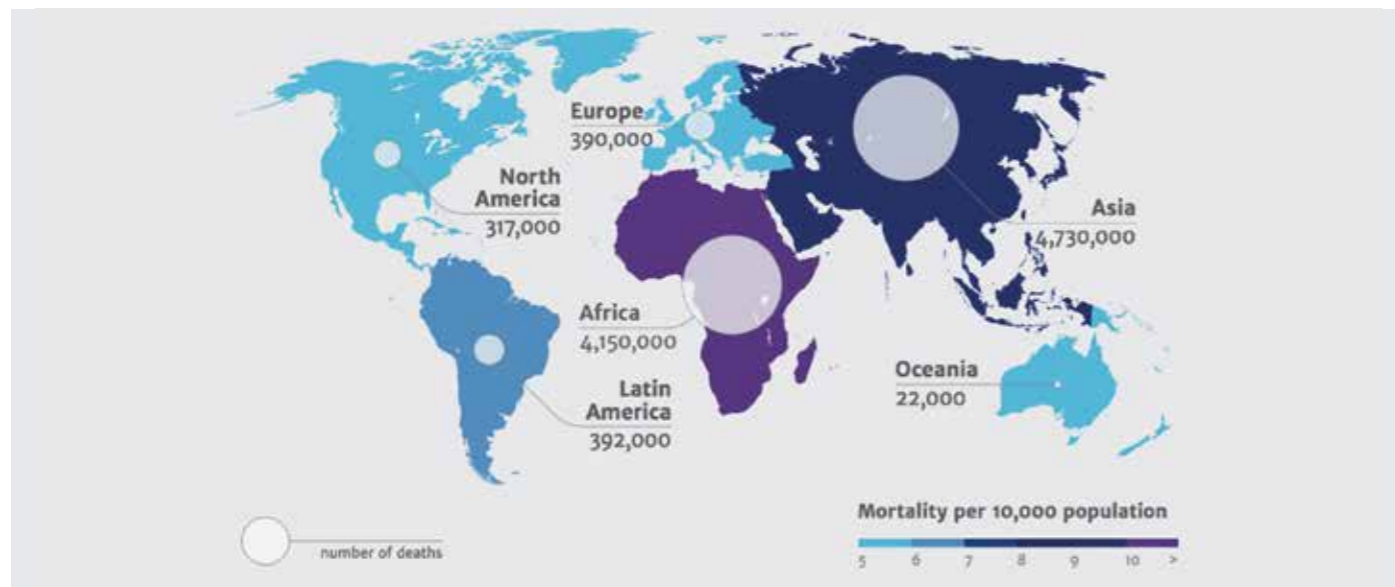 Europe
390,000
North
America
317,000
Asia
4,730,000
Africa
4,150,000
Latin
America
392,000
Oceania
22,000
number of deaths
Mortality per 10,000 population
5 6 7 8 9 10 >